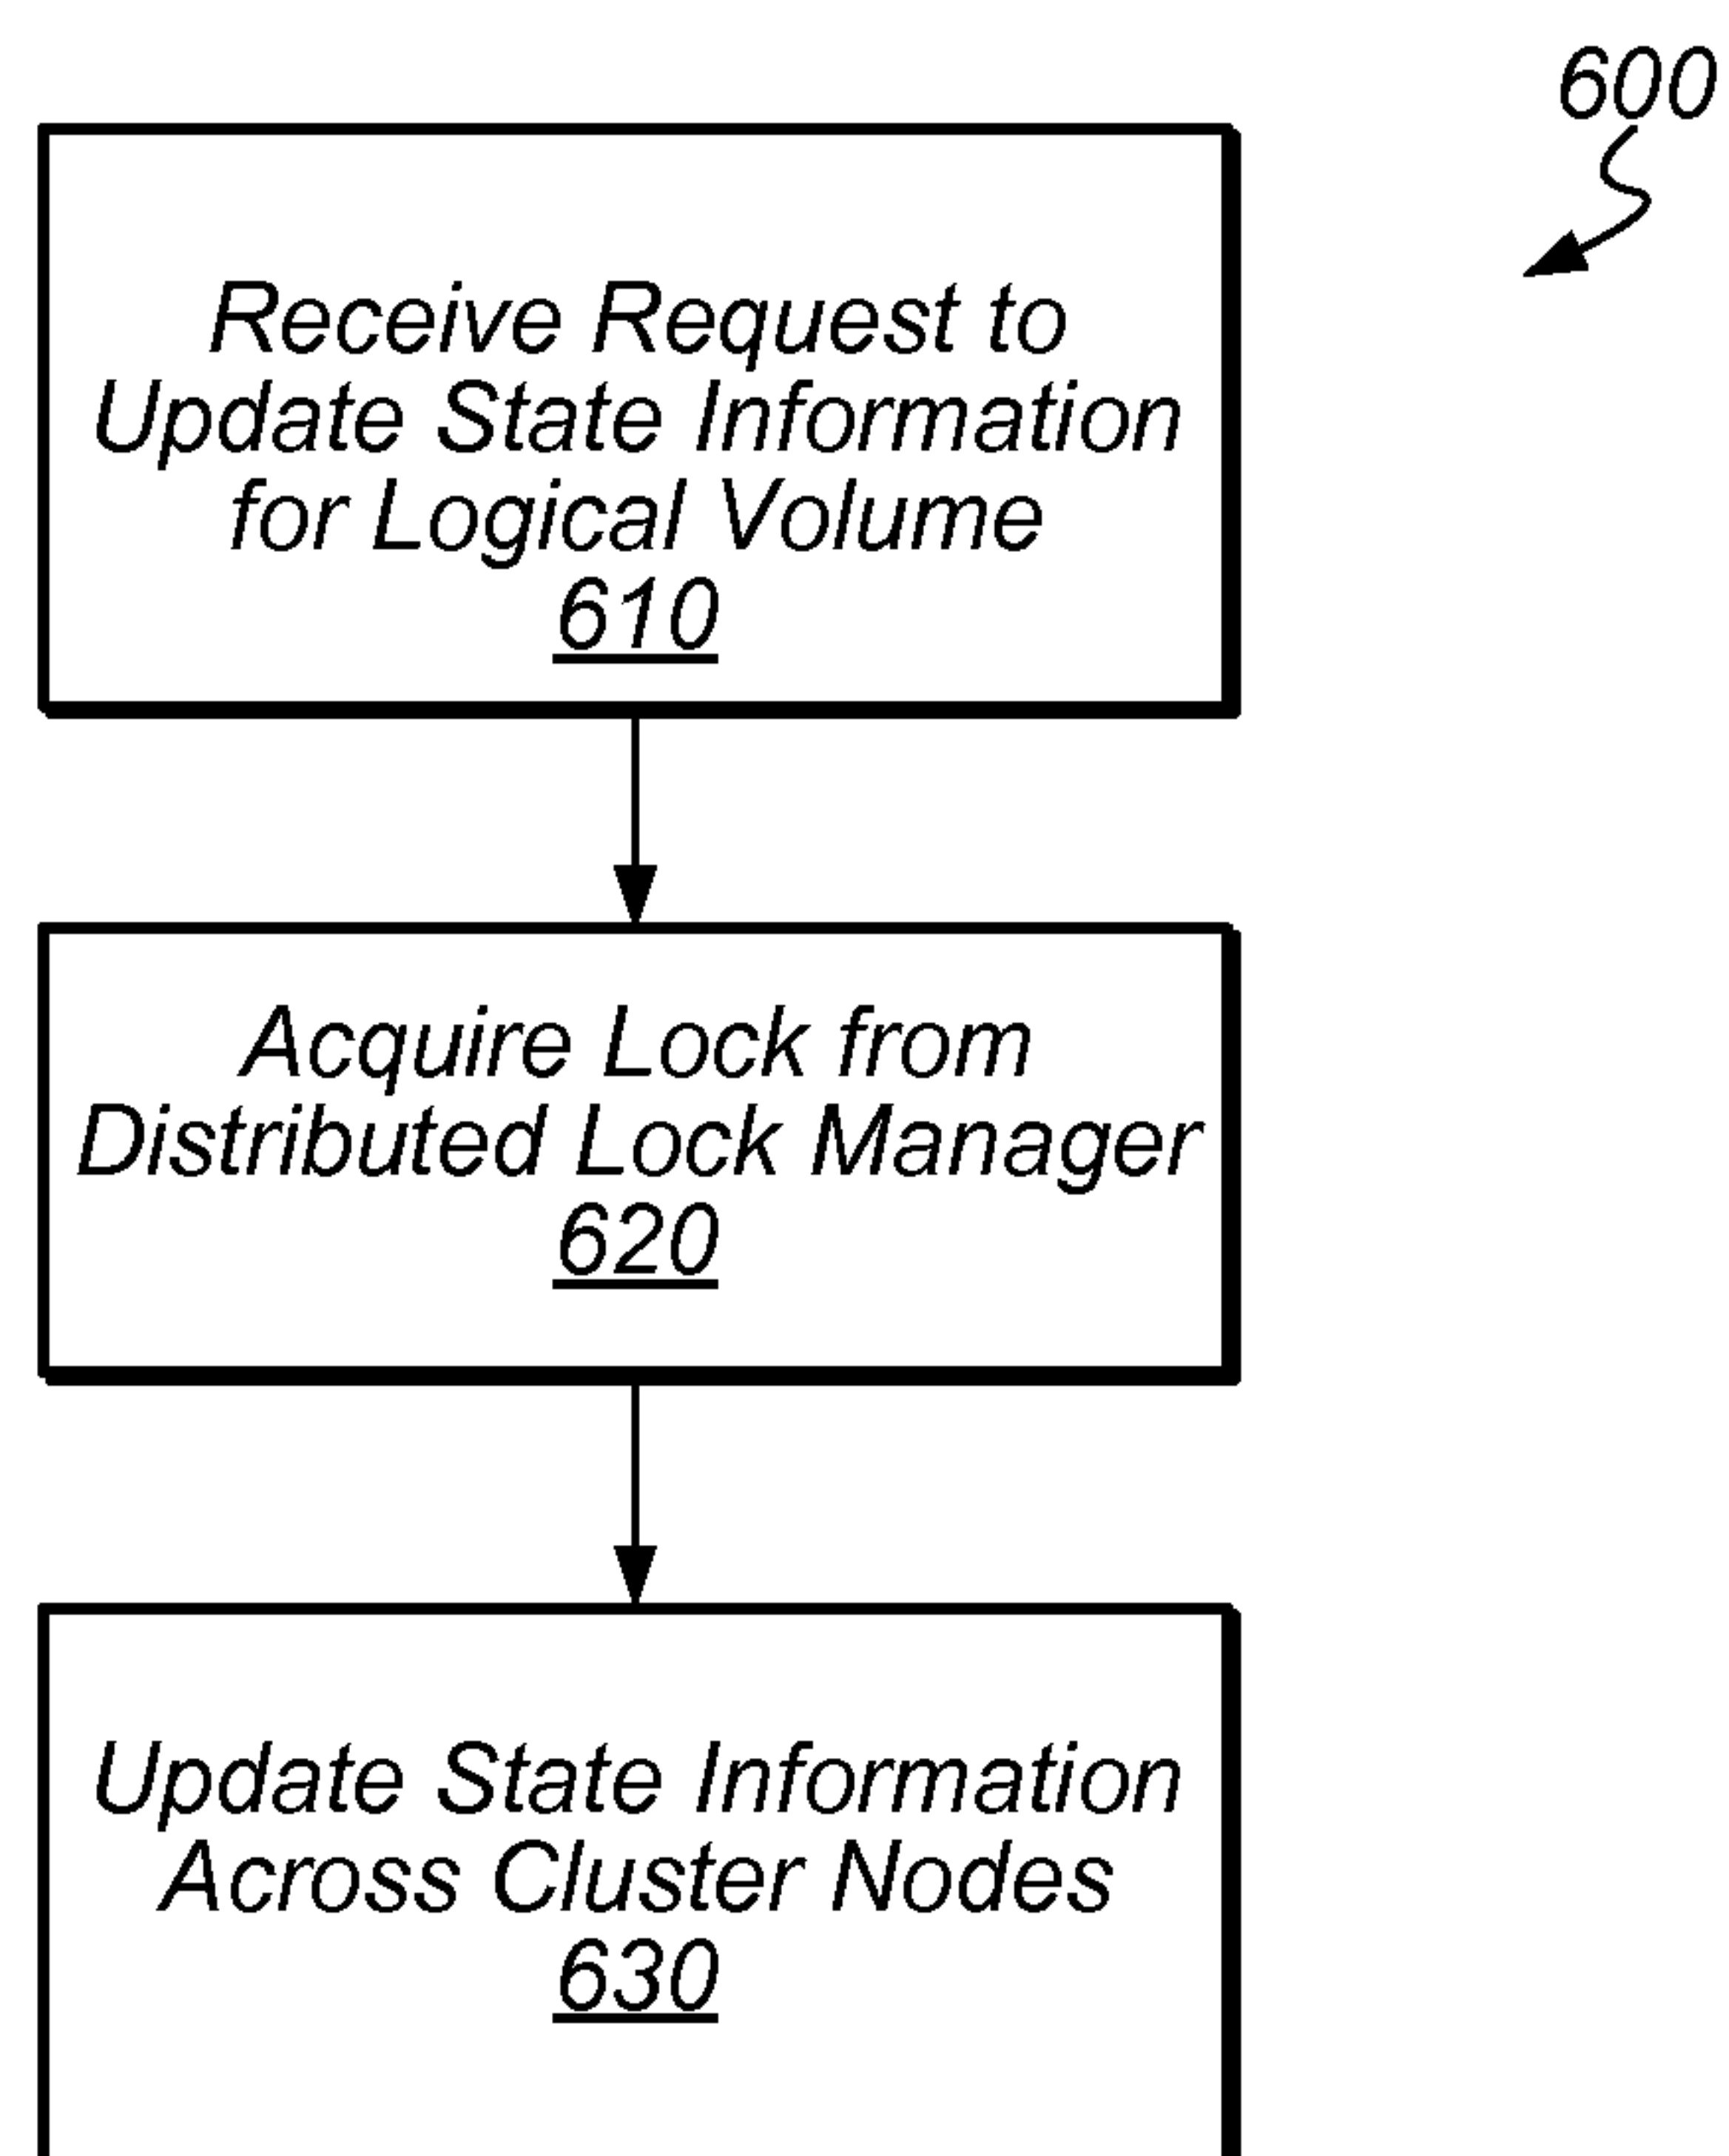 600
Receive Request to
Update State Information
for Logical Volume
610
Acquire Lock from
Distributed Lock Manager
620
Update State Information
Across Cluster Nodes
630